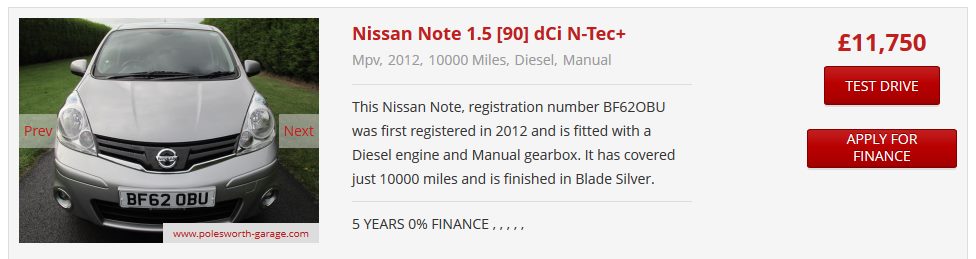 Nissan Note 1.5 [90] dCi N-Tec+
Mpv, 2012, 10000 Miles, Diesel, Manual
This Nissan Note, registration number BF62OBU
was first registered in 2012 and is fitted with a
Diesel engine and Manual gearbox. It has covered
just 10000 miles and is finished in Blade Silver.
5 YEARS 0% FINANCE , , , , ,
£11,750
TEST DRIVE
APPLY FOR
FINANCE
Prev
Next
BF62 OBU
www.polesworth-garage.com